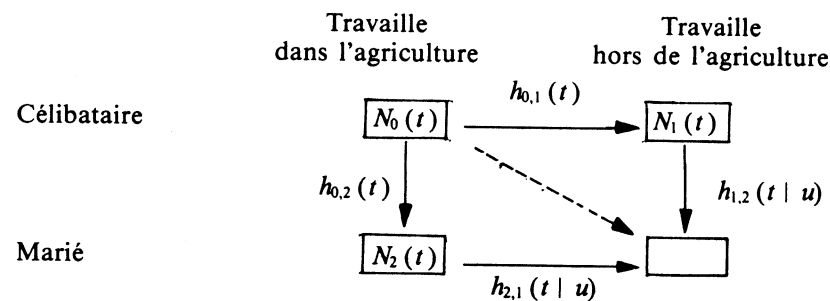 Travaille
dans l'agriculture
Travaille
hors de l'agriculture
Célibataire
N₀(t)
h₀,₁(t)
N₁(t)
h₀,₂(t)
h₁,₂(t | u)
Marié
N₂(t)
h₂,₁(t | u)